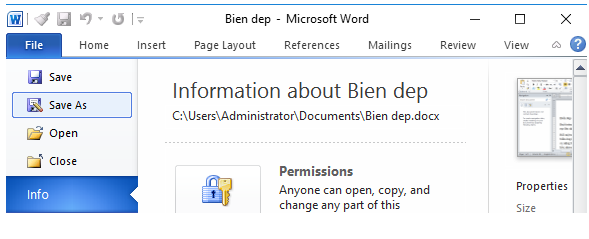 Bien dep - Microsoft Word
File Home Insert Page Layout References Mailings Review View
Save
Save As
Open
Close
Info
Information about Bien dep
C:\Users\Administrator\Documents\Bien dep.docx
Permissions
Anyone can open, copy, and
change any part of this
Properties
Size